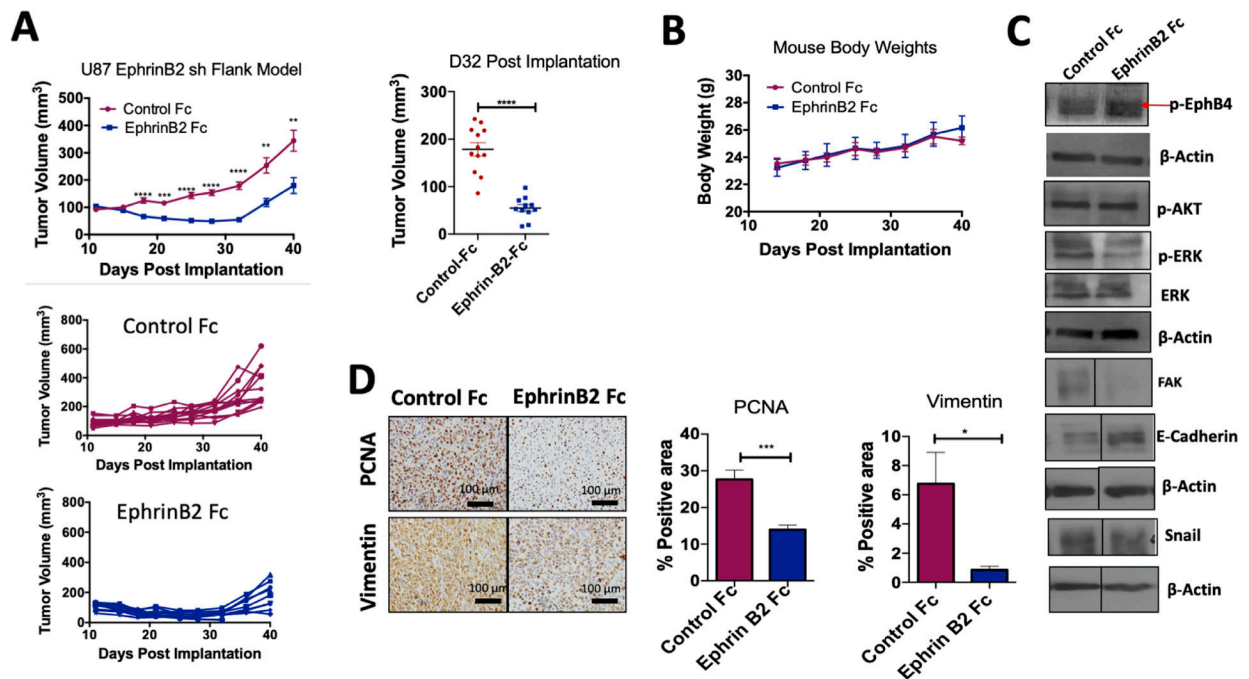 A
U87 EphrinB2 sh Flank Model
Tumor Volume (mm³)
500
400
300
200
100
0
Control Fc
EphrinB2 Fc
****
***
****
****
****
**
**
10
20
30
40
Days Post Implantation
D32 Post Implantation
Tumor Volume (mm³)
300
200
100
0
****
Control-Fc
Ephrin-B2-Fc
Control Fc
Tumor Volume (mm³)
800
600
400
200
0
10
20
30
40
Days Post Implantation
EphrinB2 Fc
Tumor Volume (mm³)
800
600
400
200
0
10
20
30
40
Days Post Implantation
B
Mouse Body Weights
Body Weight (g)
28
26
24
22
20
Control Fc
EphrinB2 Fc
10
20
30
40
Days Post Implantation
C
Control Fc
EphrinB2 Fc
p-EphB4
β-Actin
p-AKT
p-ERK
ERK
β-Actin
FAK
E-Cadherin
β-Actin
Snail
β-Actin
D
Control Fc
EphrinB2 Fc
PCNA
100 µm
100 µm
Vimentin
100 µm
100 µm
PCNA
% Positive area
40
30
20
10
0
***
Control Fc
Ephrin B2 Fc
Vimentin
% Positive area
10
8
6
4
2
0
*
Control Fc
Ephrin B2 Fc